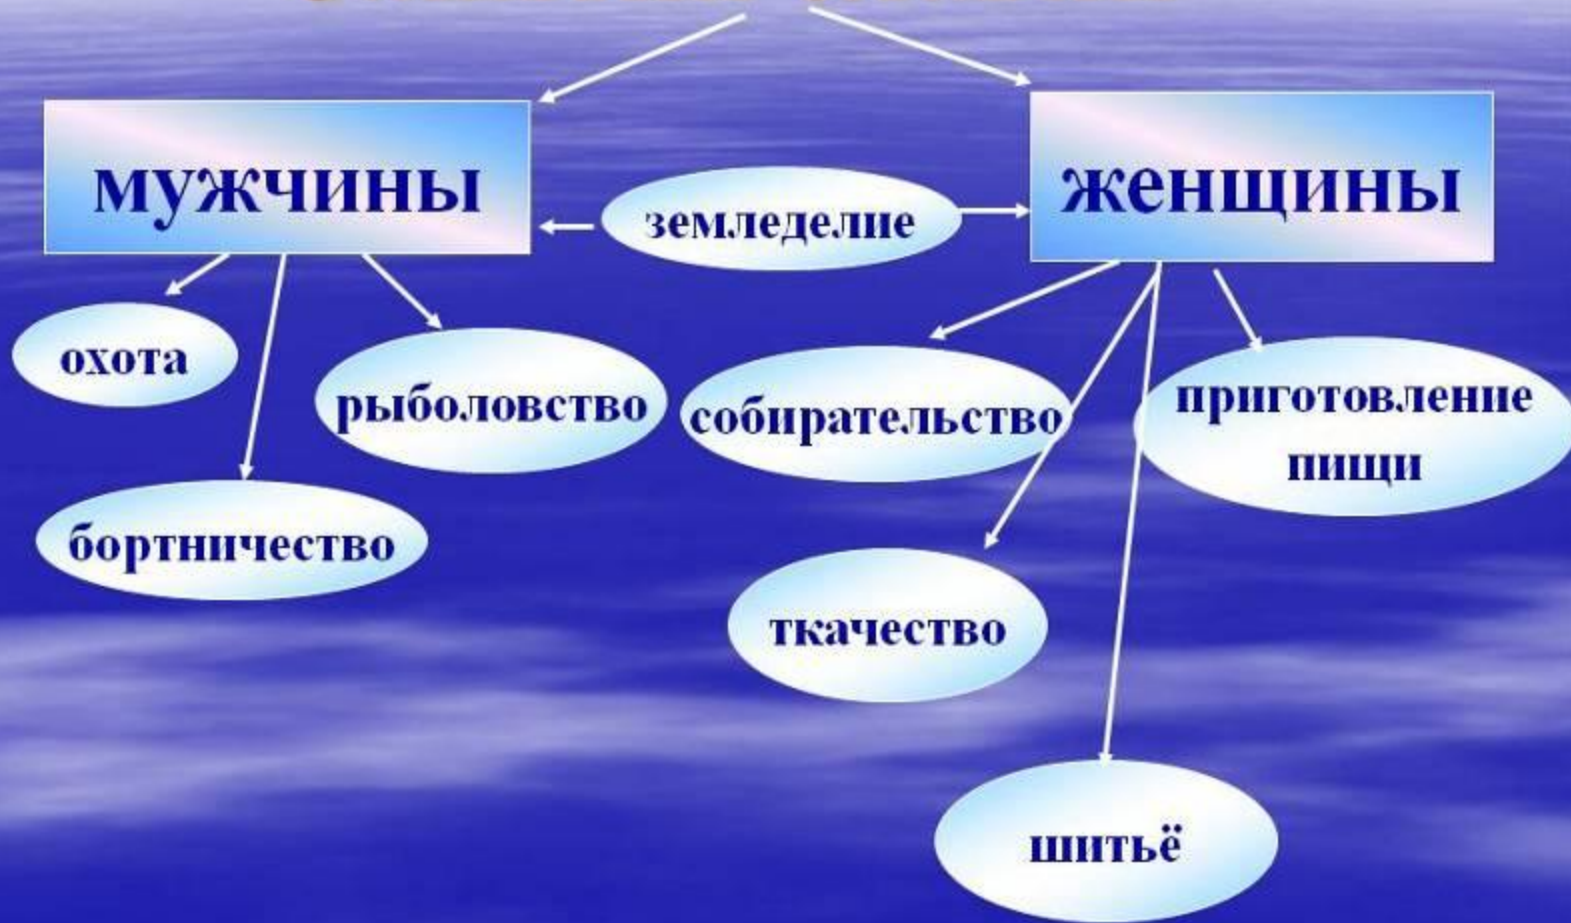 мужчины
женщины
земледелие
охота
рыболовство
собирательство
приготовление
пищи
бортничество
ткачество
шитьё